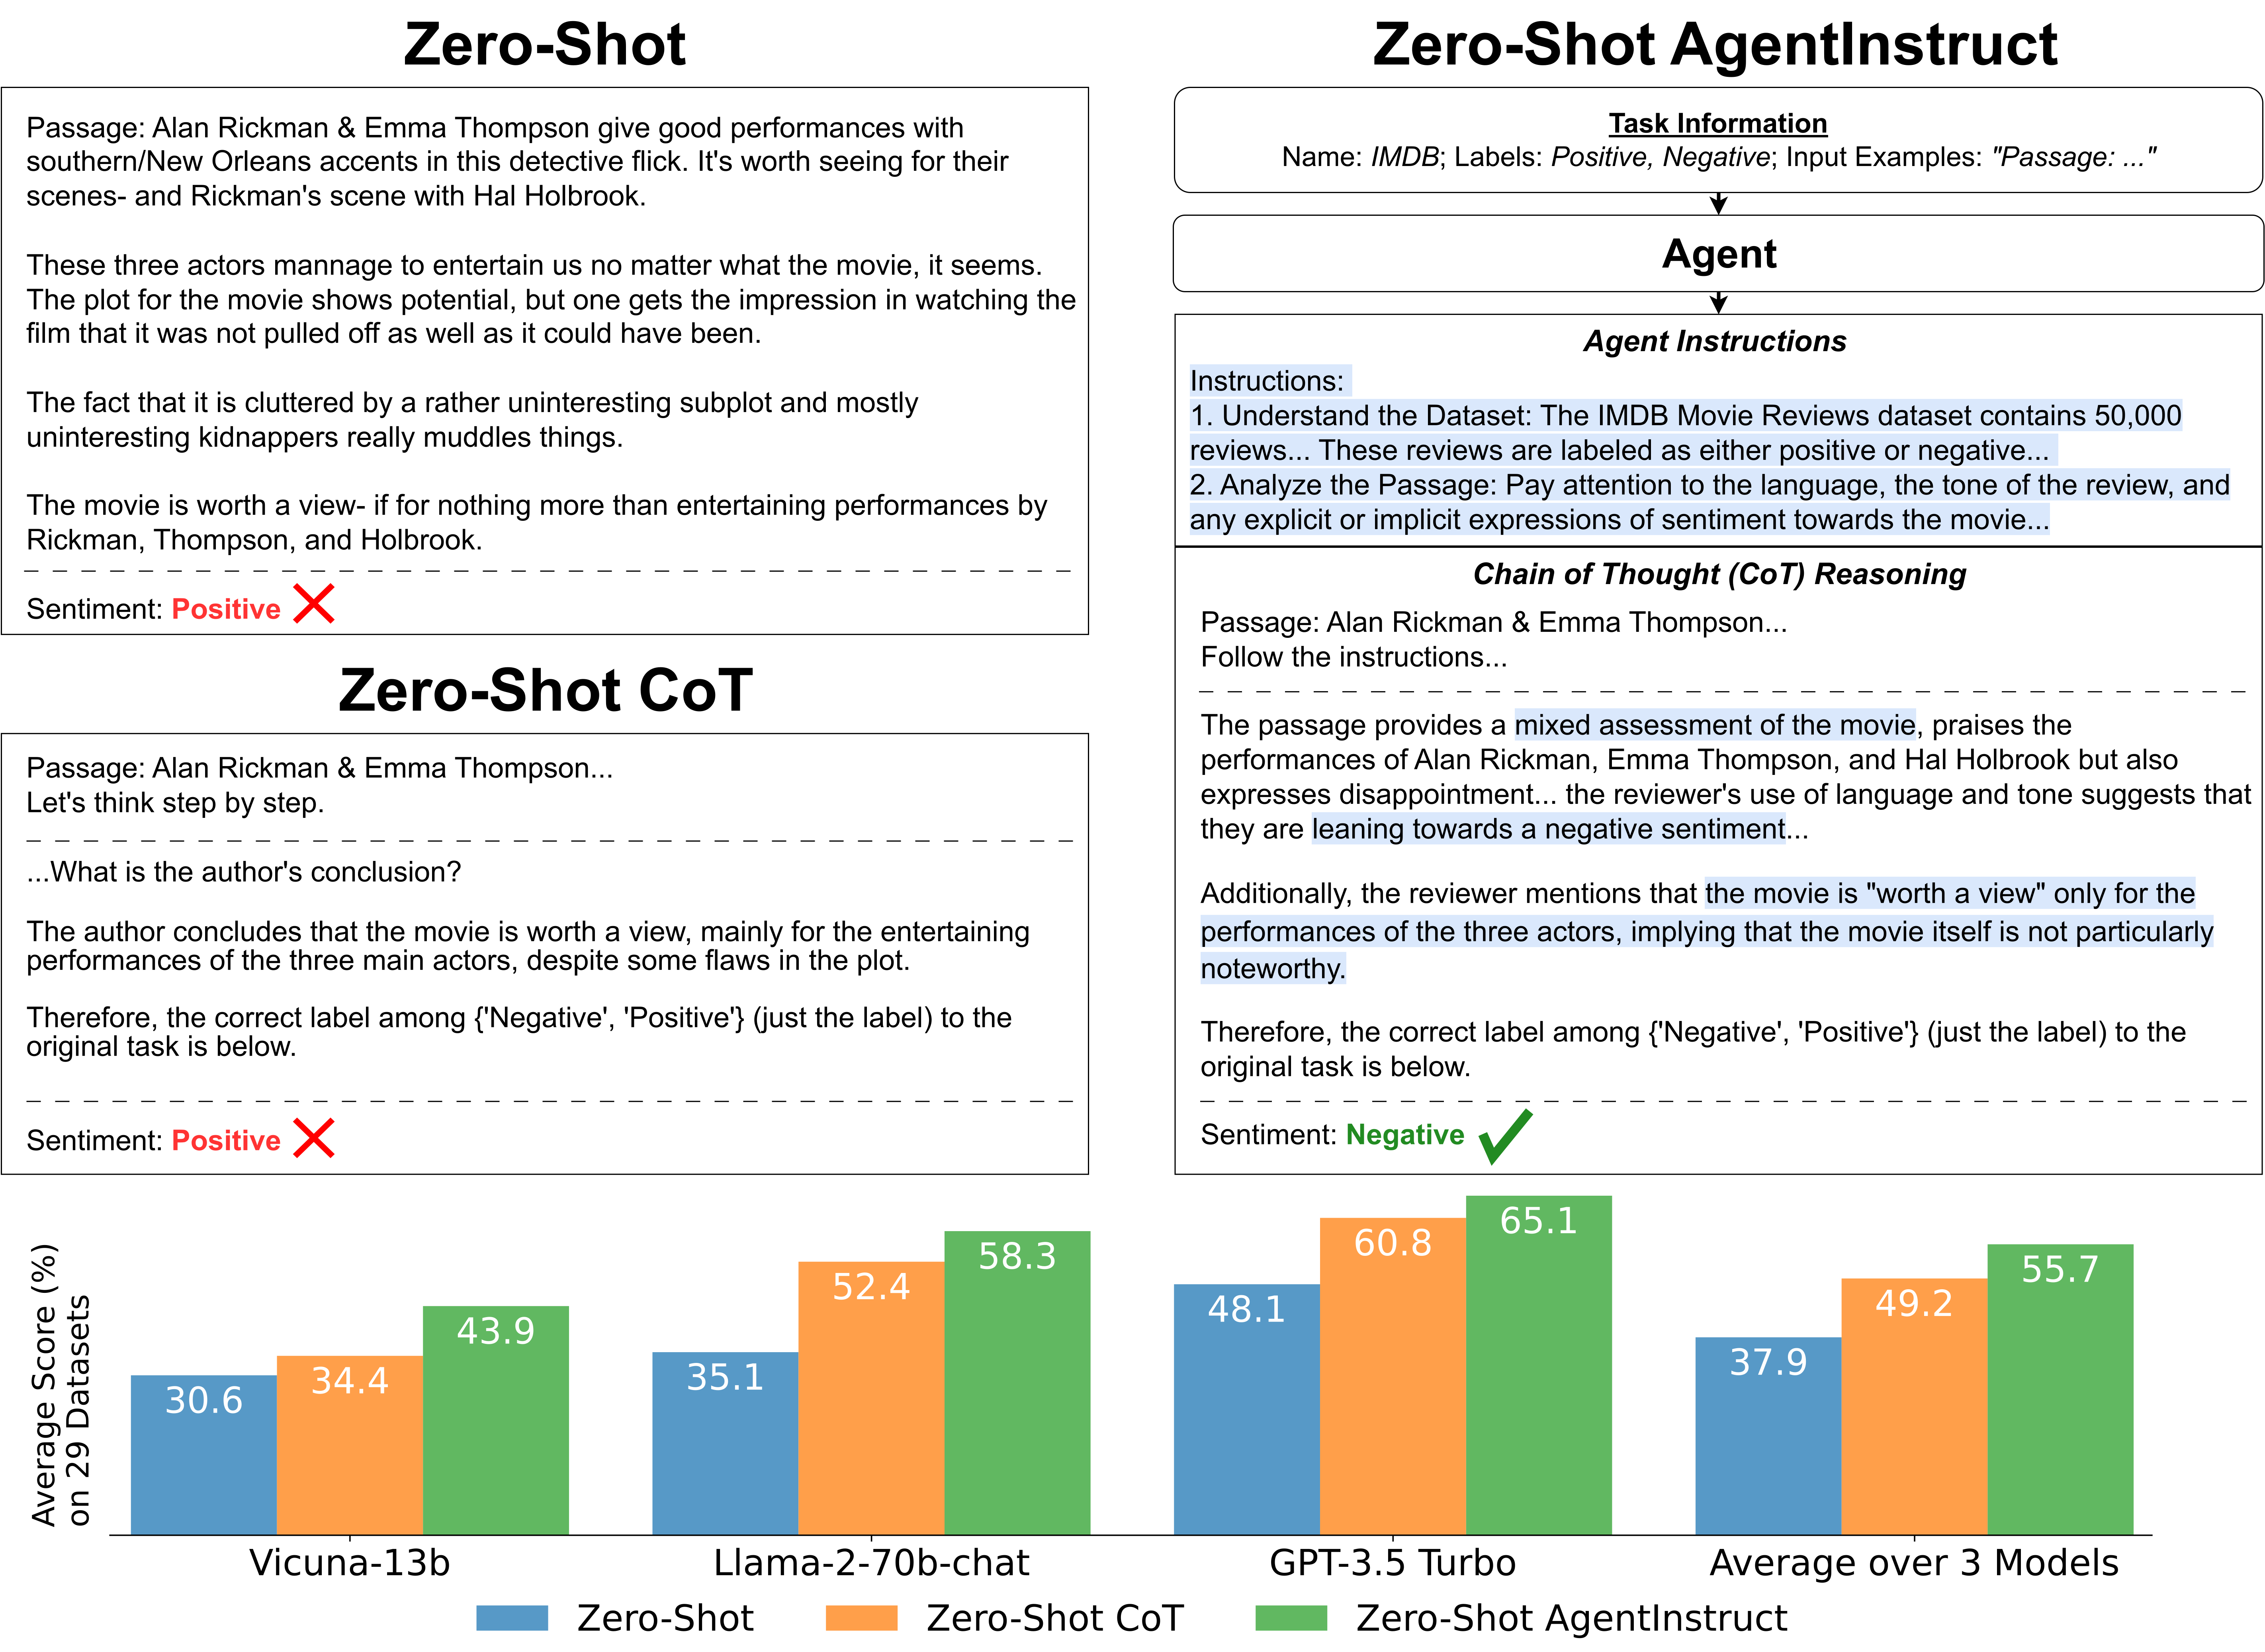 Zero-Shot
Passage: Alan Rickman & Emma Thompson give good performances with
southern/New Orleans accents in this detective flick. It's worth seeing for their
scenes- and Rickman's scene with Hal Holbrook.
These three actors mannage to entertain us no matter what the movie, it seems.
The plot for the movie shows potential, but one gets the impression in watching the
film that it was not pulled off as well as it could have been.
The fact that it is cluttered by a rather uninteresting subplot and mostly
uninteresting kidnappers really muddles things.
The movie is worth a view- if for nothing more than entertaining performances by
Rickman, Thompson, and Holbrook.
Sentiment: Positive
Zero-Shot CoT
Passage: Alan Rickman & Emma Thompson...
Let's think step by step.
...What is the author's conclusion?
The author concludes that the movie is worth a view, mainly for the entertaining
performances of the three main actors, despite some flaws in the plot.
Therefore, the correct label among {'Negative', 'Positive'} (just the label) to the
original task is below.
Sentiment: Positive
Zero-Shot AgentInstruct
Task Information
Name: IMDB; Labels: Positive, Negative; Input Examples: "Passage: ..."
Agent
Agent Instructions
Instructions:
1. Understand the Dataset: The IMDB Movie Reviews dataset contains 50,000
reviews... These reviews are labeled as either positive or negative...
2. Analyze the Passage: Pay attention to the language, the tone of the review, and
any explicit or implicit expressions of sentiment towards the movie...
Chain of Thought (CoT) Reasoning
Passage: Alan Rickman & Emma Thompson...
Follow the instructions...
The passage provides a mixed assessment of the movie, praises the
performances of Alan Rickman, Emma Thompson, and Hal Holbrook but also
expresses disappointment... the reviewer's use of language and tone suggests that
they are leaning towards a negative sentiment...
Additionally, the reviewer mentions that the movie is "worth a view" only for the
performances of the three actors, implying that the movie itself is not particularly
noteworthy.
Therefore, the correct label among {'Negative', 'Positive'} (just the label) to the
original task is below.
Sentiment: Negative
Average Score (%)
on 29 Datasets
30.6
34.4
43.9
35.1
52.4
58.3
48.1
60.8
65.1
37.9
49.2
55.7
Vicuna-13b
Llama-2-70b-chat
GPT-3.5 Turbo
Average over 3 Models
Zero-Shot
Zero-Shot CoT
Zero-Shot AgentInstruct